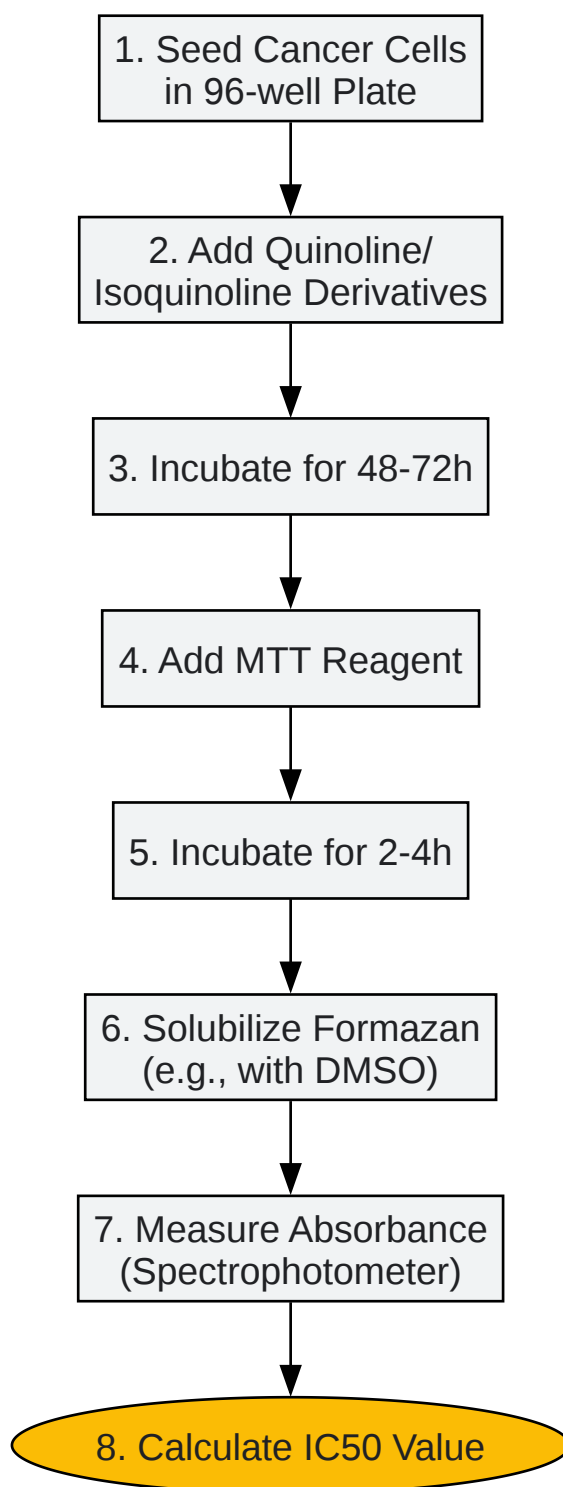 1. Seed Cancer Cells
in 96-well Plate
2. Add Quinoline/
Isoquinoline Derivatives
3. Incubate for 48-72h
4. Add MTT Reagent
5. Incubate for 2-4h
6. Solubilize Formazan
(e.g., with DMSO)
7. Measure Absorbance
(Spectrophotometer)
8. Calculate IC50 Value